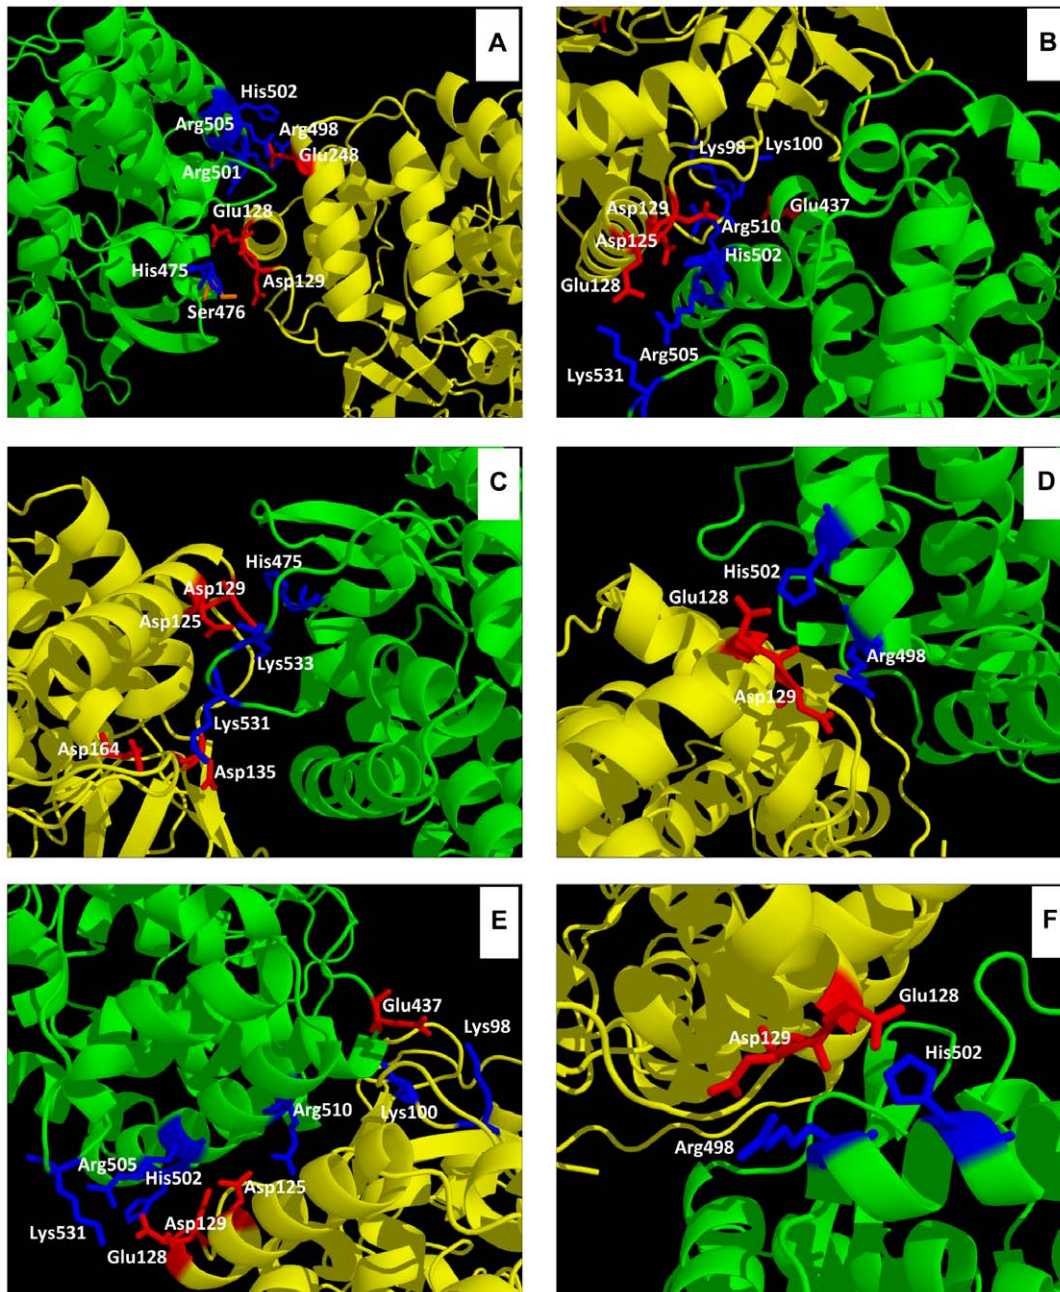 A
His502
Arg505
Arg498
Glu248
Arg501
Glu128
His475
Asp129
Ser476
B
Lys98
Lys100
Asp129
Glu437
Arg510
Asp125
His502
Glu128
Arg505
Lys531
C
His475
Asp129
Asp125
Lys533
Lys531
Asp164
Asp135
D
His502
Glu128
Arg498
Asp129
E
Glu437
Lys98
Arg510
Lys100
Arg505
His502
Asp125
Lys531
Asp129
Glu128
F
Glu128
Asp129
His502
Arg498